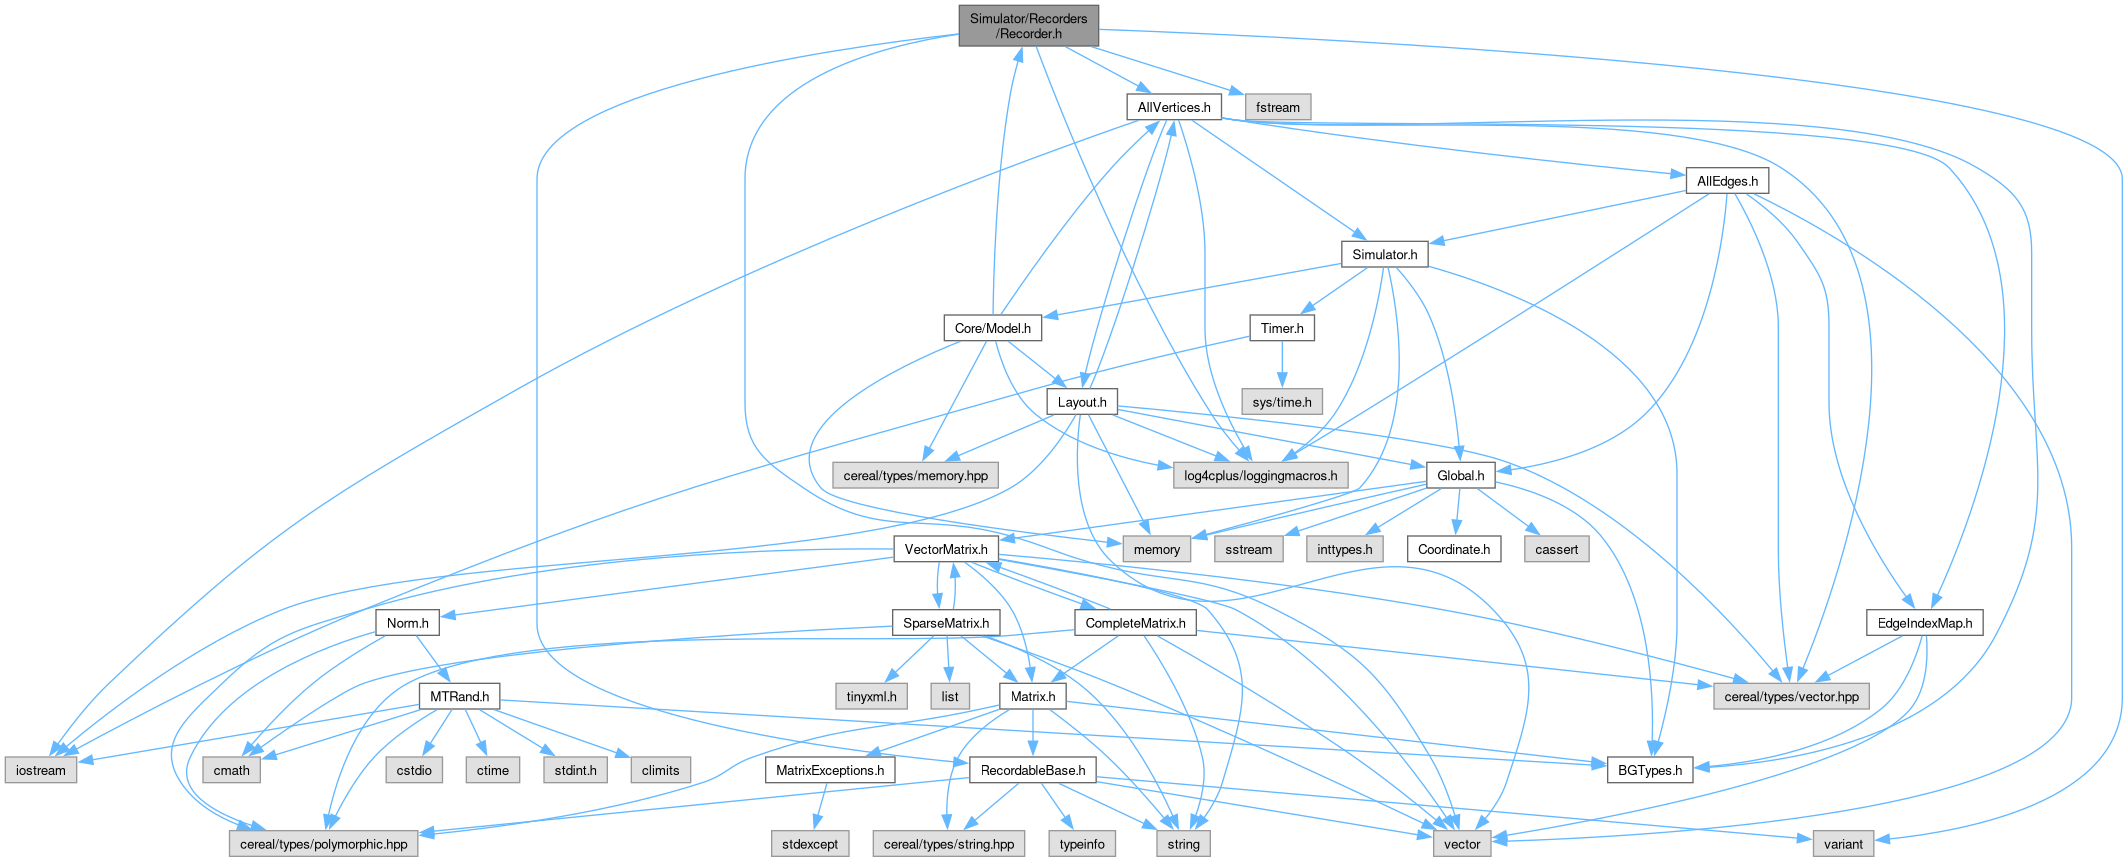 Simulator/Recorders
/Recorder.h
AllVertices.h
fstream
AllEdges.h
Simulator.h
Core/Model.h
Timer.h
Layout.h
sys/time.h
cereal/types/memory.hpp
log4cplus/loggingmacros.h
Global.h
VectorMatrix.h
memory
sstream
inttypes.h
Coordinate.h
cassert
Norm.h
SparseMatrix.h
CompleteMatrix.h
EdgeIndexMap.h
MTRand.h
tinyxml.h
list
Matrix.h
cereal/types/vector.hpp
iostream
cmath
cstdio
ctime
stdint.h
climits
MatrixExceptions.h
RecordableBase.h
BGTypes.h
cereal/types/polymorphic.hpp
stdexcept
cereal/types/string.hpp
typeinfo
string
vector
variant